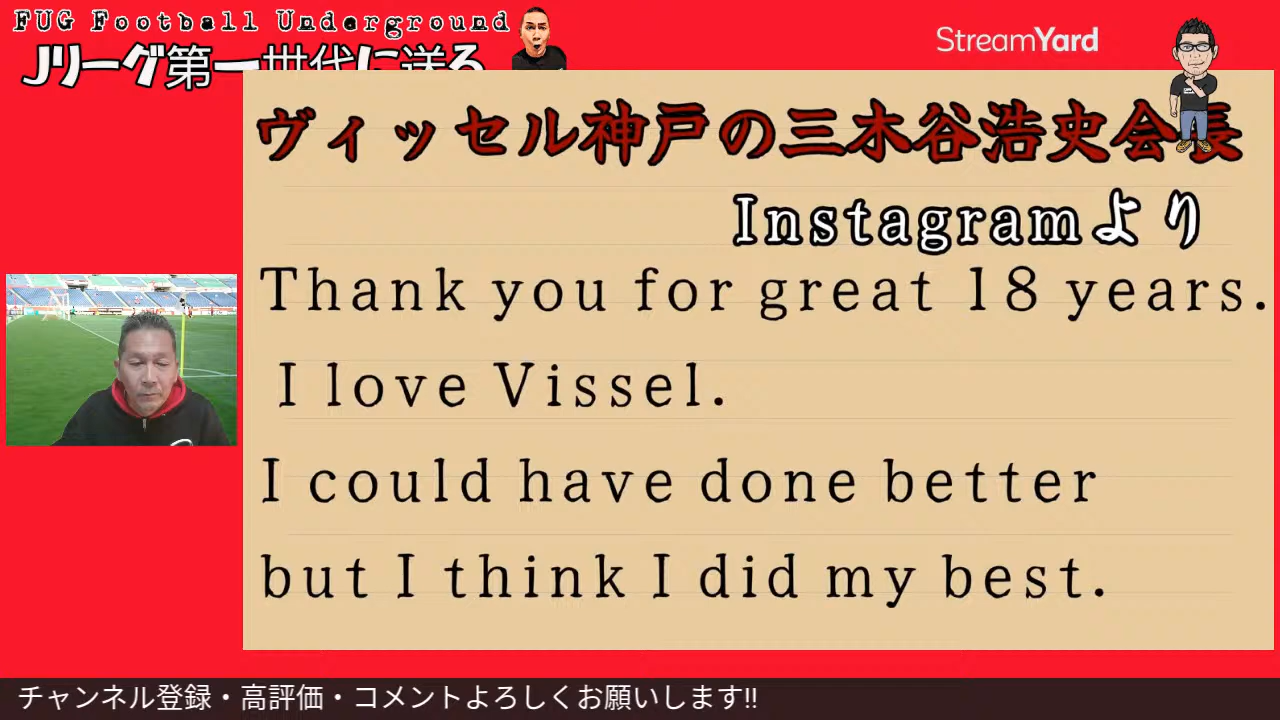 FUG Football Underground
Jリーグ第一世代に送る
StreamYard
ヴィッセル神戸の三木谷浩史会長
Instagramより
Thank you for great 18 years.
I love Vissel.
I could have done better
but I think I did my best.
チャンネル登録・高評価・コメントよろしくお願いします!!